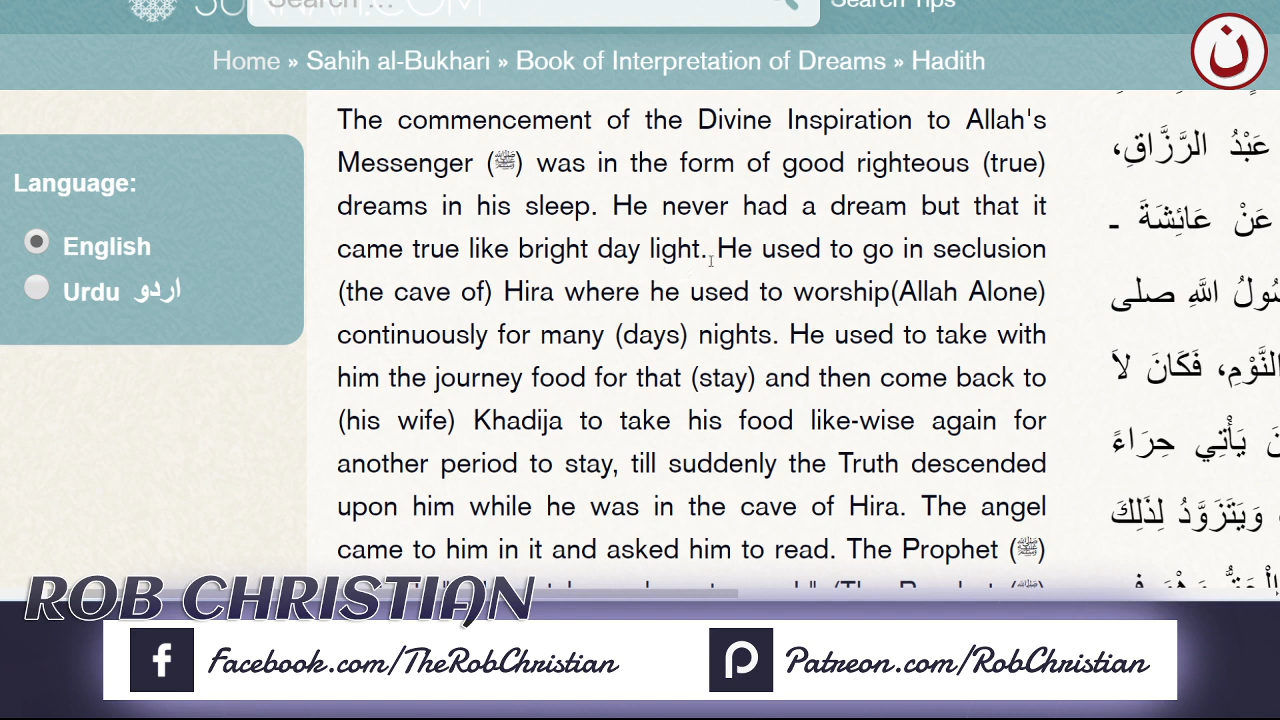 SUNNAH.COM
Search ...
Search Tips
ن
Home » Sahih al-Bukhari » Book of Interpretation of Dreams » Hadith
Language:
English
Urdu اردو
The commencement of the Divine Inspiration to Allah's
Messenger (ﷺ) was in the form of good righteous (true)
dreams in his sleep. He never had a dream but that it
came true like bright day light. He used to go in seclusion
(the cave of) Hira where he used to worship(Allah Alone)
continuously for many (days) nights. He used to take with
him the journey food for that (stay) and then come back to
(his wife) Khadija to take his food like-wise again for
another period to stay, till suddenly the Truth descended
upon him while he was in the cave of Hira. The angel
came to him in it and asked him to read. The Prophet (ﷺ)
عَبْدُ الرَّزَّاقِ،
عَنْ عَائِشَةَ ـ
اللَّهِ صلى
النَّوْمِ، فَكَانَ لاَ
يَأْتِي حِرَاءً
وَيَتَزَوَّدُ لِذَلِكَ
ROB CHRISTIAN
f Facebook.com/TheRobChristian
Patreon.com/RobChristian